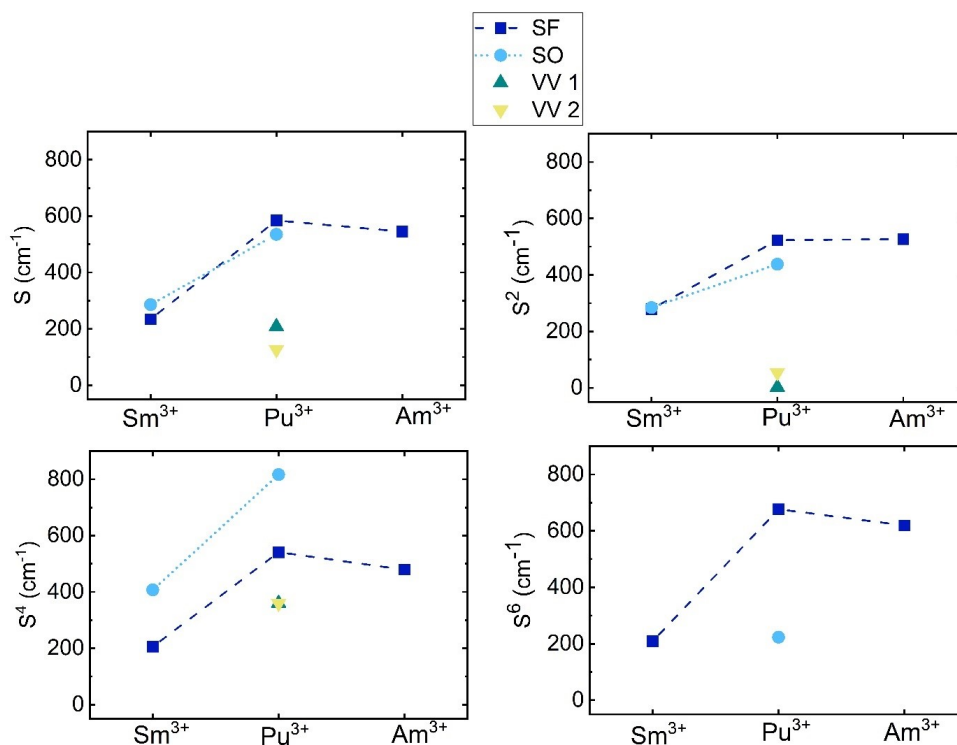 SF
SO
VV 1
VV 2
S (cm⁻¹)
800
600
400
200
0
Sm³⁺ Pu³⁺ Am³⁺
S² (cm⁻¹)
800
600
400
200
0
Sm³⁺ Pu³⁺ Am³⁺
S⁴ (cm⁻¹)
800
600
400
200
0
Sm³⁺ Pu³⁺ Am³⁺
S⁶ (cm⁻¹)
800
600
400
200
0
Sm³⁺ Pu³⁺ Am³⁺